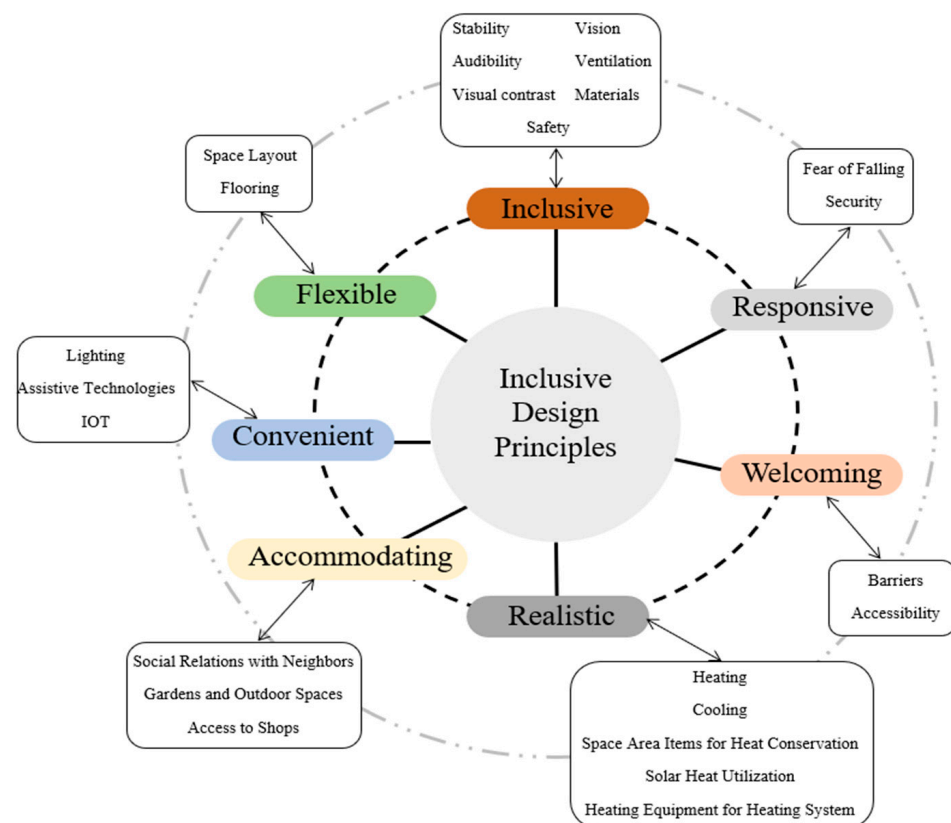 Stability Vision
Audibility Ventilation
Visual contrast Materials
Safety
Space Layout
Flooring
Fear of Falling
Security
Inclusive
Flexible
Responsive
Lighting
Assistive Technologies
IOT
Inclusive
Design
Principles
Convenient
Welcoming
Accommodating
Realistic
Barriers
Accessibility
Social Relations with Neighbors
Gardens and Outdoor Spaces
Access to Shops
Heating
Cooling
Space Area Items for Heat Conservation
Solar Heat Utilization
Heating Equipment for Heating System